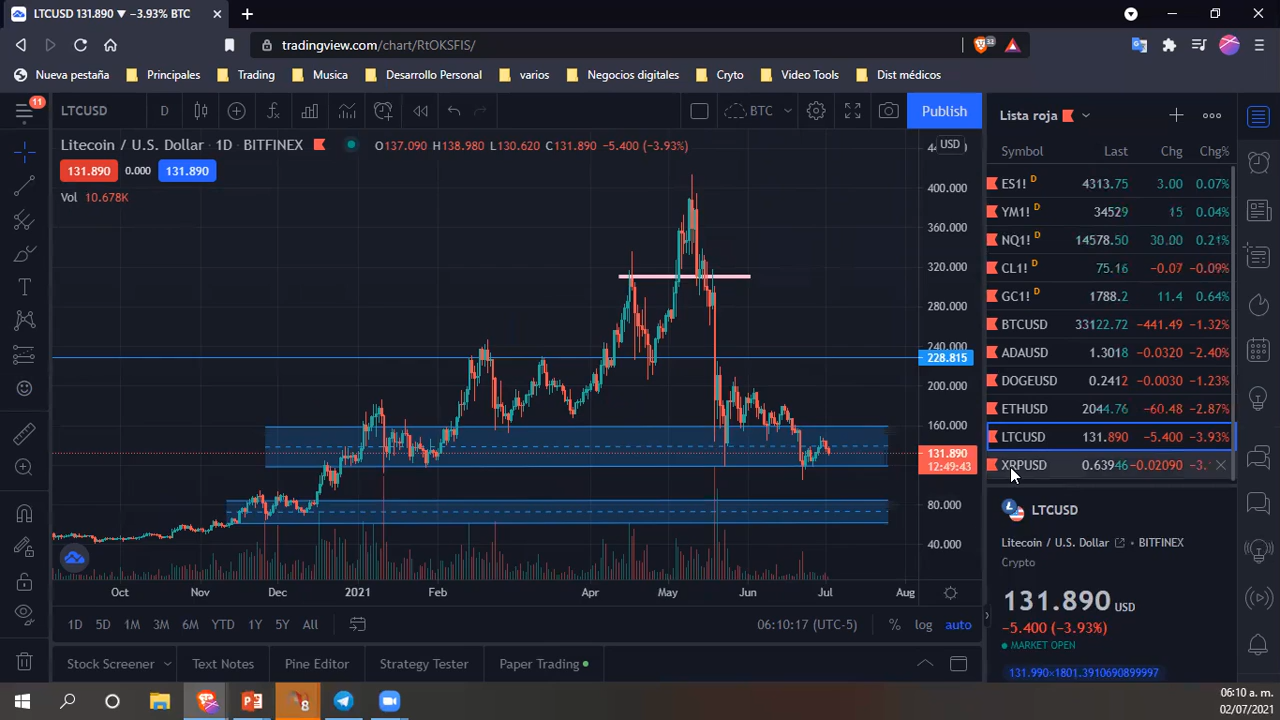 LTCUSD 131.890 ▼ −3.93% BTC
32
tradingview.com/chart/RtOKSFIS/
Nueva pestaña
Principales
Trading
Musica
Desarrollo Personal
varios
Negocios digitales
Cryto
Video Tools
Dist médicos
11
LTCUSD
D
BTC
Publish
Litecoin / U.S. Dollar · 1D · BITFINEX
O137.090 H138.980 L130.620 C131.890 −5.400 (−3.93%)
USD
131.890
0.000
131.890
Vol 10.678K
400.000
360.000
320.000
280.000
240.000
228.815
200.000
160.000
131.890
12:49:43
80.000
40.000
Oct
Nov
Dec
2021
Feb
Apr
May
Jun
Jul
Aug
1D
5D
1M
3M
6M
YTD
1Y
5Y
All
06:10:17 (UTC-5)
%
log
auto
Stock Screener
Text Notes
Pine Editor
Strategy Tester
Paper Trading
Lista roja
Symbol Last Chg Chg%
ES1! D 4313.75 3.00 0.07%
YM1! D 34529 15 0.04%
NQ1! D 14578.50 30.00 0.21%
CL1! D 75.16 −0.07 −0.09%
GC1! D 1788.2 11.4 0.64%
BTCUSD 33122.72 −441.49 −1.32%
ADAUSD 1.3018 −0.0320 −2.40%
DOGEUSD 0.2412 −0.0030 −1.23%
ETHUSD 2044.76 −60.48 −2.87%
LTCUSD 131.890 −5.400 −3.93%
XRPUSD 0.63946 −0.02090 −3.
LTCUSD
Litecoin / U.S. Dollar • BITFINEX
Crypto
131.890 USD
−5.400 (−3.93%)
MARKET OPEN
131.990×1801.3910690899997
06:10 a. m.
02/07/2021